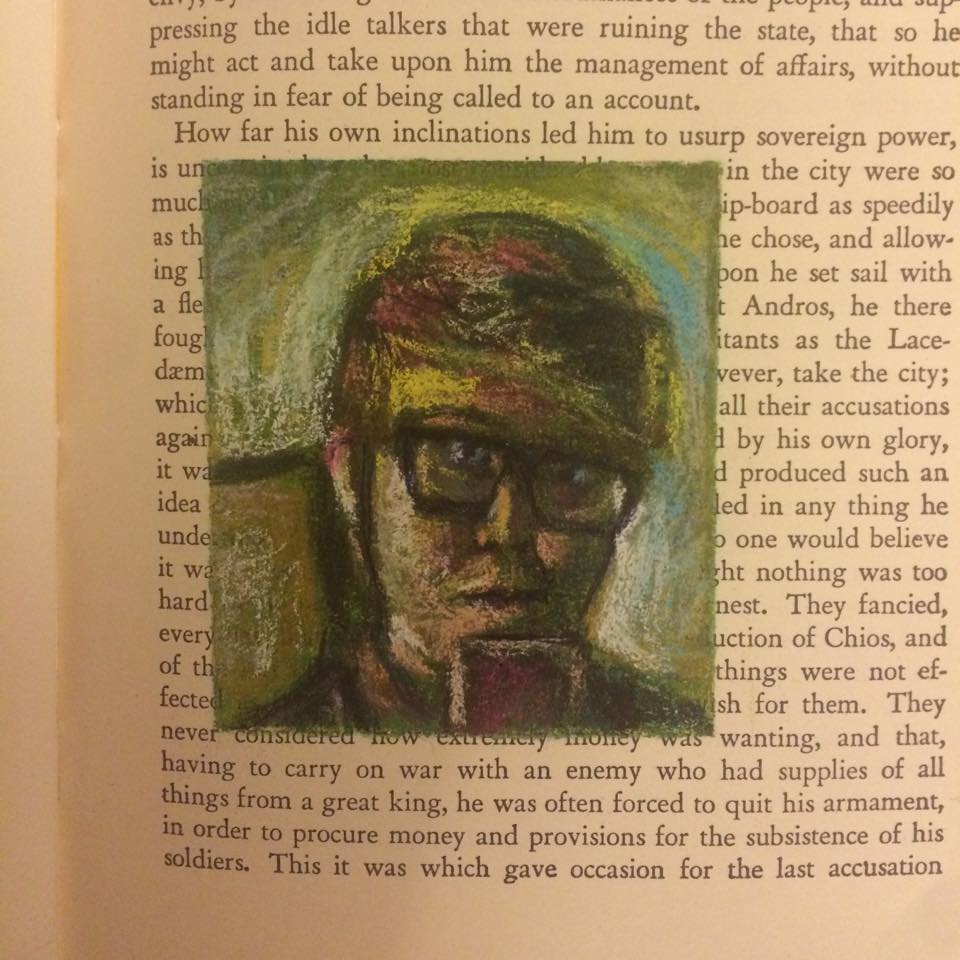 pressing the idle talkers that were ruining the state, that so he
might act and take upon him the management of affairs, without
standing in fear of being called to an account.
How far his own inclinations led him to usurp sovereign power,
is in the city were so
much ip-board as speedily
as th he chose, and allow-
ing pon he set sail with
a fle t Andros, he there
foug itants as the Lace-
dæm vever, take the city;
whic all their accusations
again d by his own glory,
it wa d produced such an
idea led in any thing he
unde o one would believe
it wa ght nothing was too
hard nest. They fancied,
every uction of Chios, and
of th things were not ef-
fected ish for them. They
never considered how extremely money was wanting, and that,
having to carry on war with an enemy who had supplies of all
things from a great king, he was often forced to quit his armament,
in order to procure money and provisions for the subsistence of his
soldiers. This it was which gave occasion for the last accusation